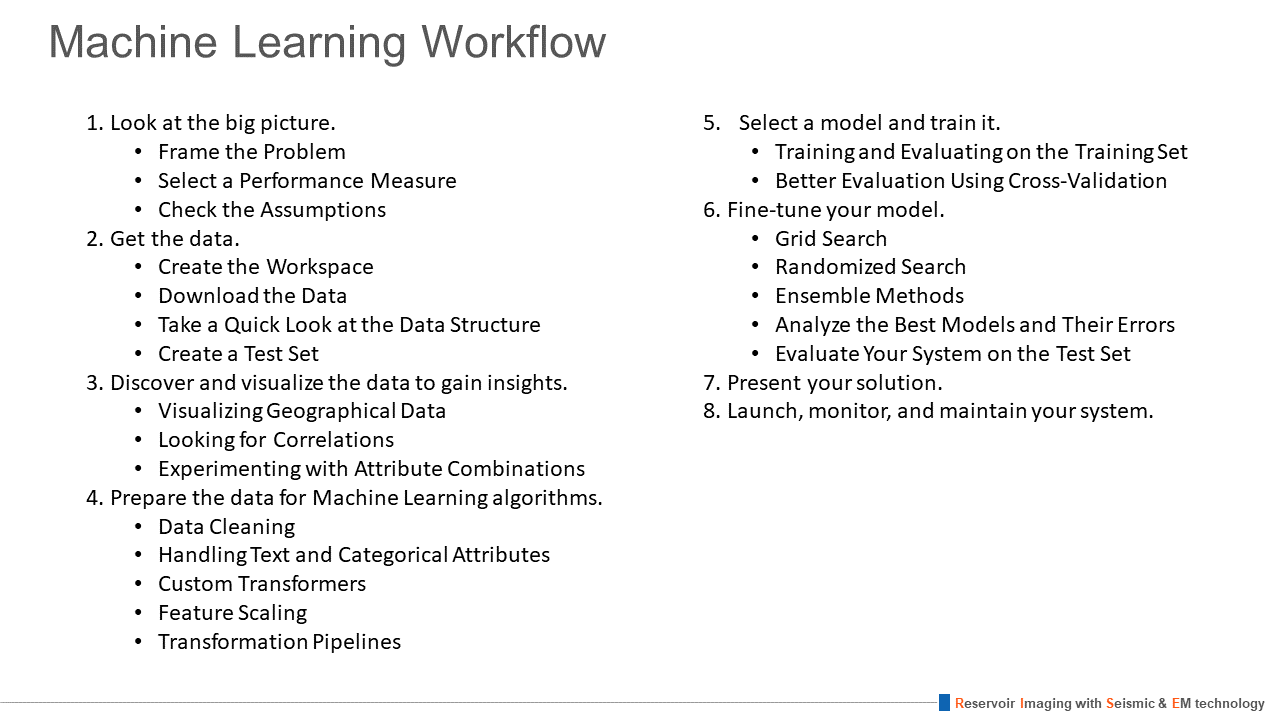 Machine Learning Workflow
1. Look at the big picture.
• Frame the Problem
• Select a Performance Measure
• Check the Assumptions
2. Get the data.
• Create the Workspace
• Download the Data
• Take a Quick Look at the Data Structure
• Create a Test Set
3. Discover and visualize the data to gain insights.
• Visualizing Geographical Data
• Looking for Correlations
• Experimenting with Attribute Combinations
4. Prepare the data for Machine Learning algorithms.
• Data Cleaning
• Handling Text and Categorical Attributes
• Custom Transformers
• Feature Scaling
• Transformation Pipelines
5. Select a model and train it.
• Training and Evaluating on the Training Set
• Better Evaluation Using Cross-Validation
6. Fine-tune your model.
• Grid Search
• Randomized Search
• Ensemble Methods
• Analyze the Best Models and Their Errors
• Evaluate Your System on the Test Set
7. Present your solution.
8. Launch, monitor, and maintain your system.
Reservoir Imaging with Seismic & EM technology